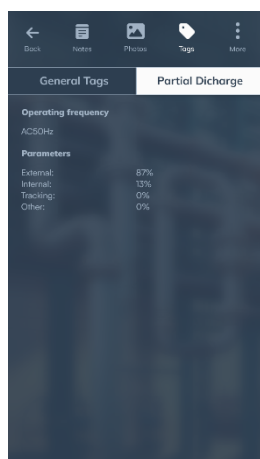 Back Notes Photos Tags More
General Tags Partial Dicharge
Operating frequency
AC50Hz
Parameters
External: 87%
Internal: 13%
Tracking: 0%
Other: 0%